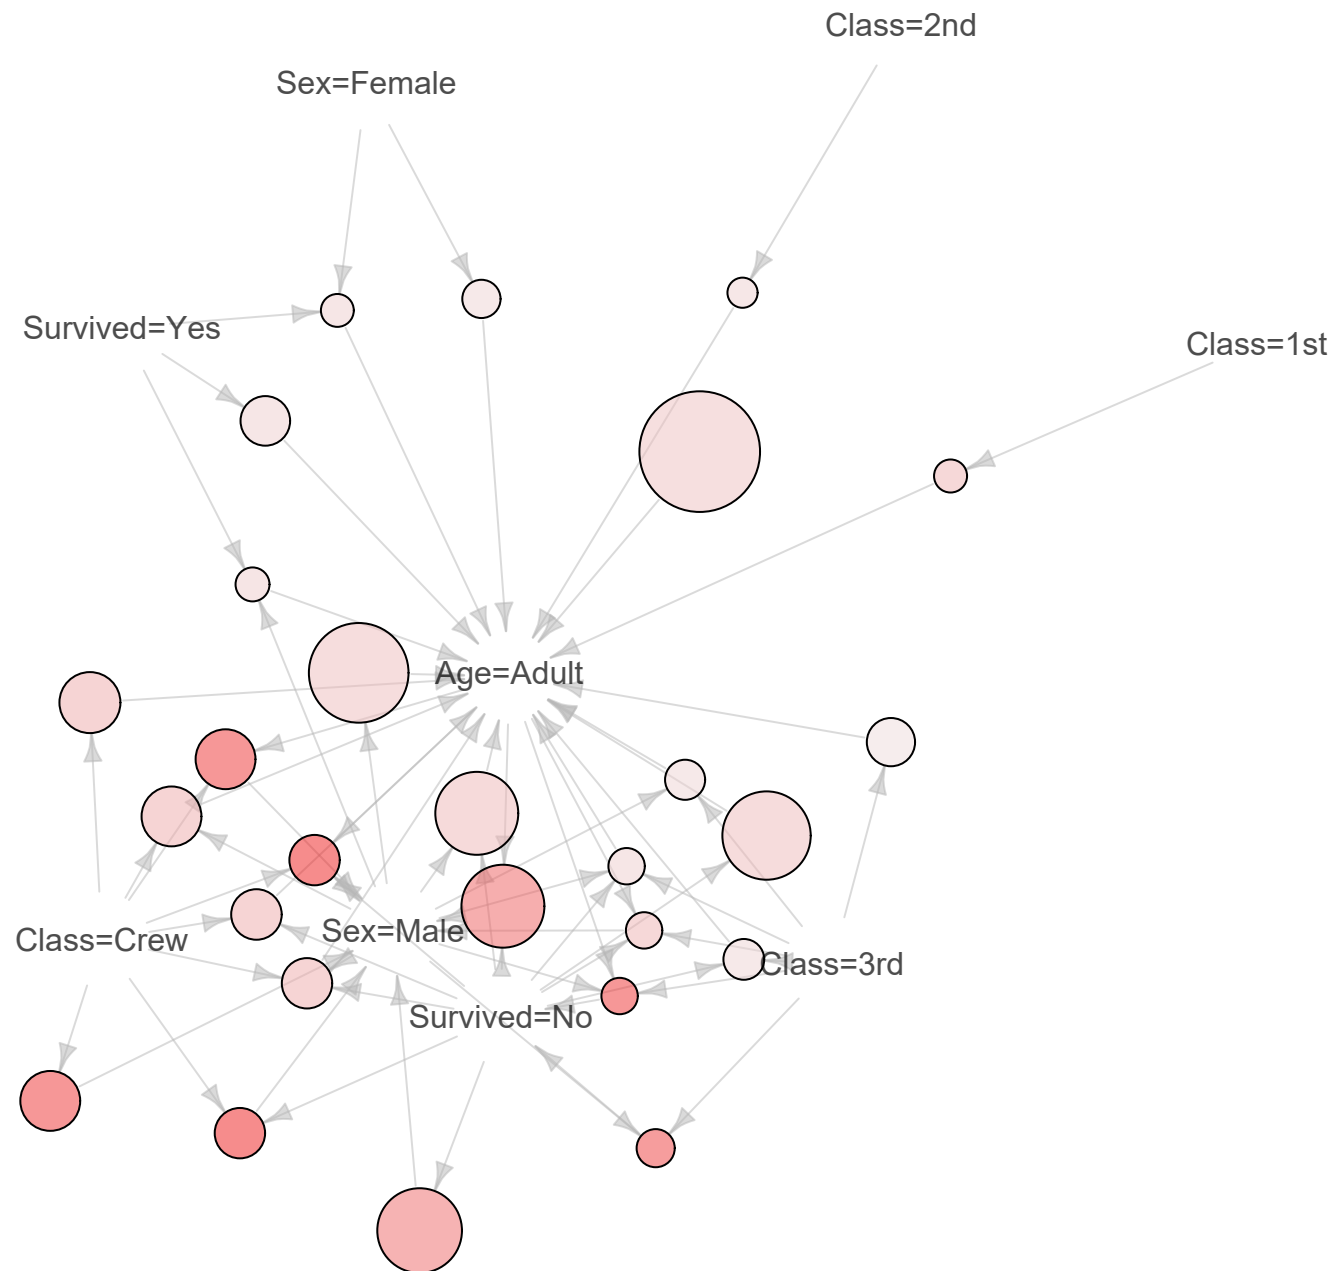 Class=2nd
Sex=Female
Survived=Yes
Class=1st
Age=Adult
Sex=Male
Class=Crew
Class=3rd
Survived=No